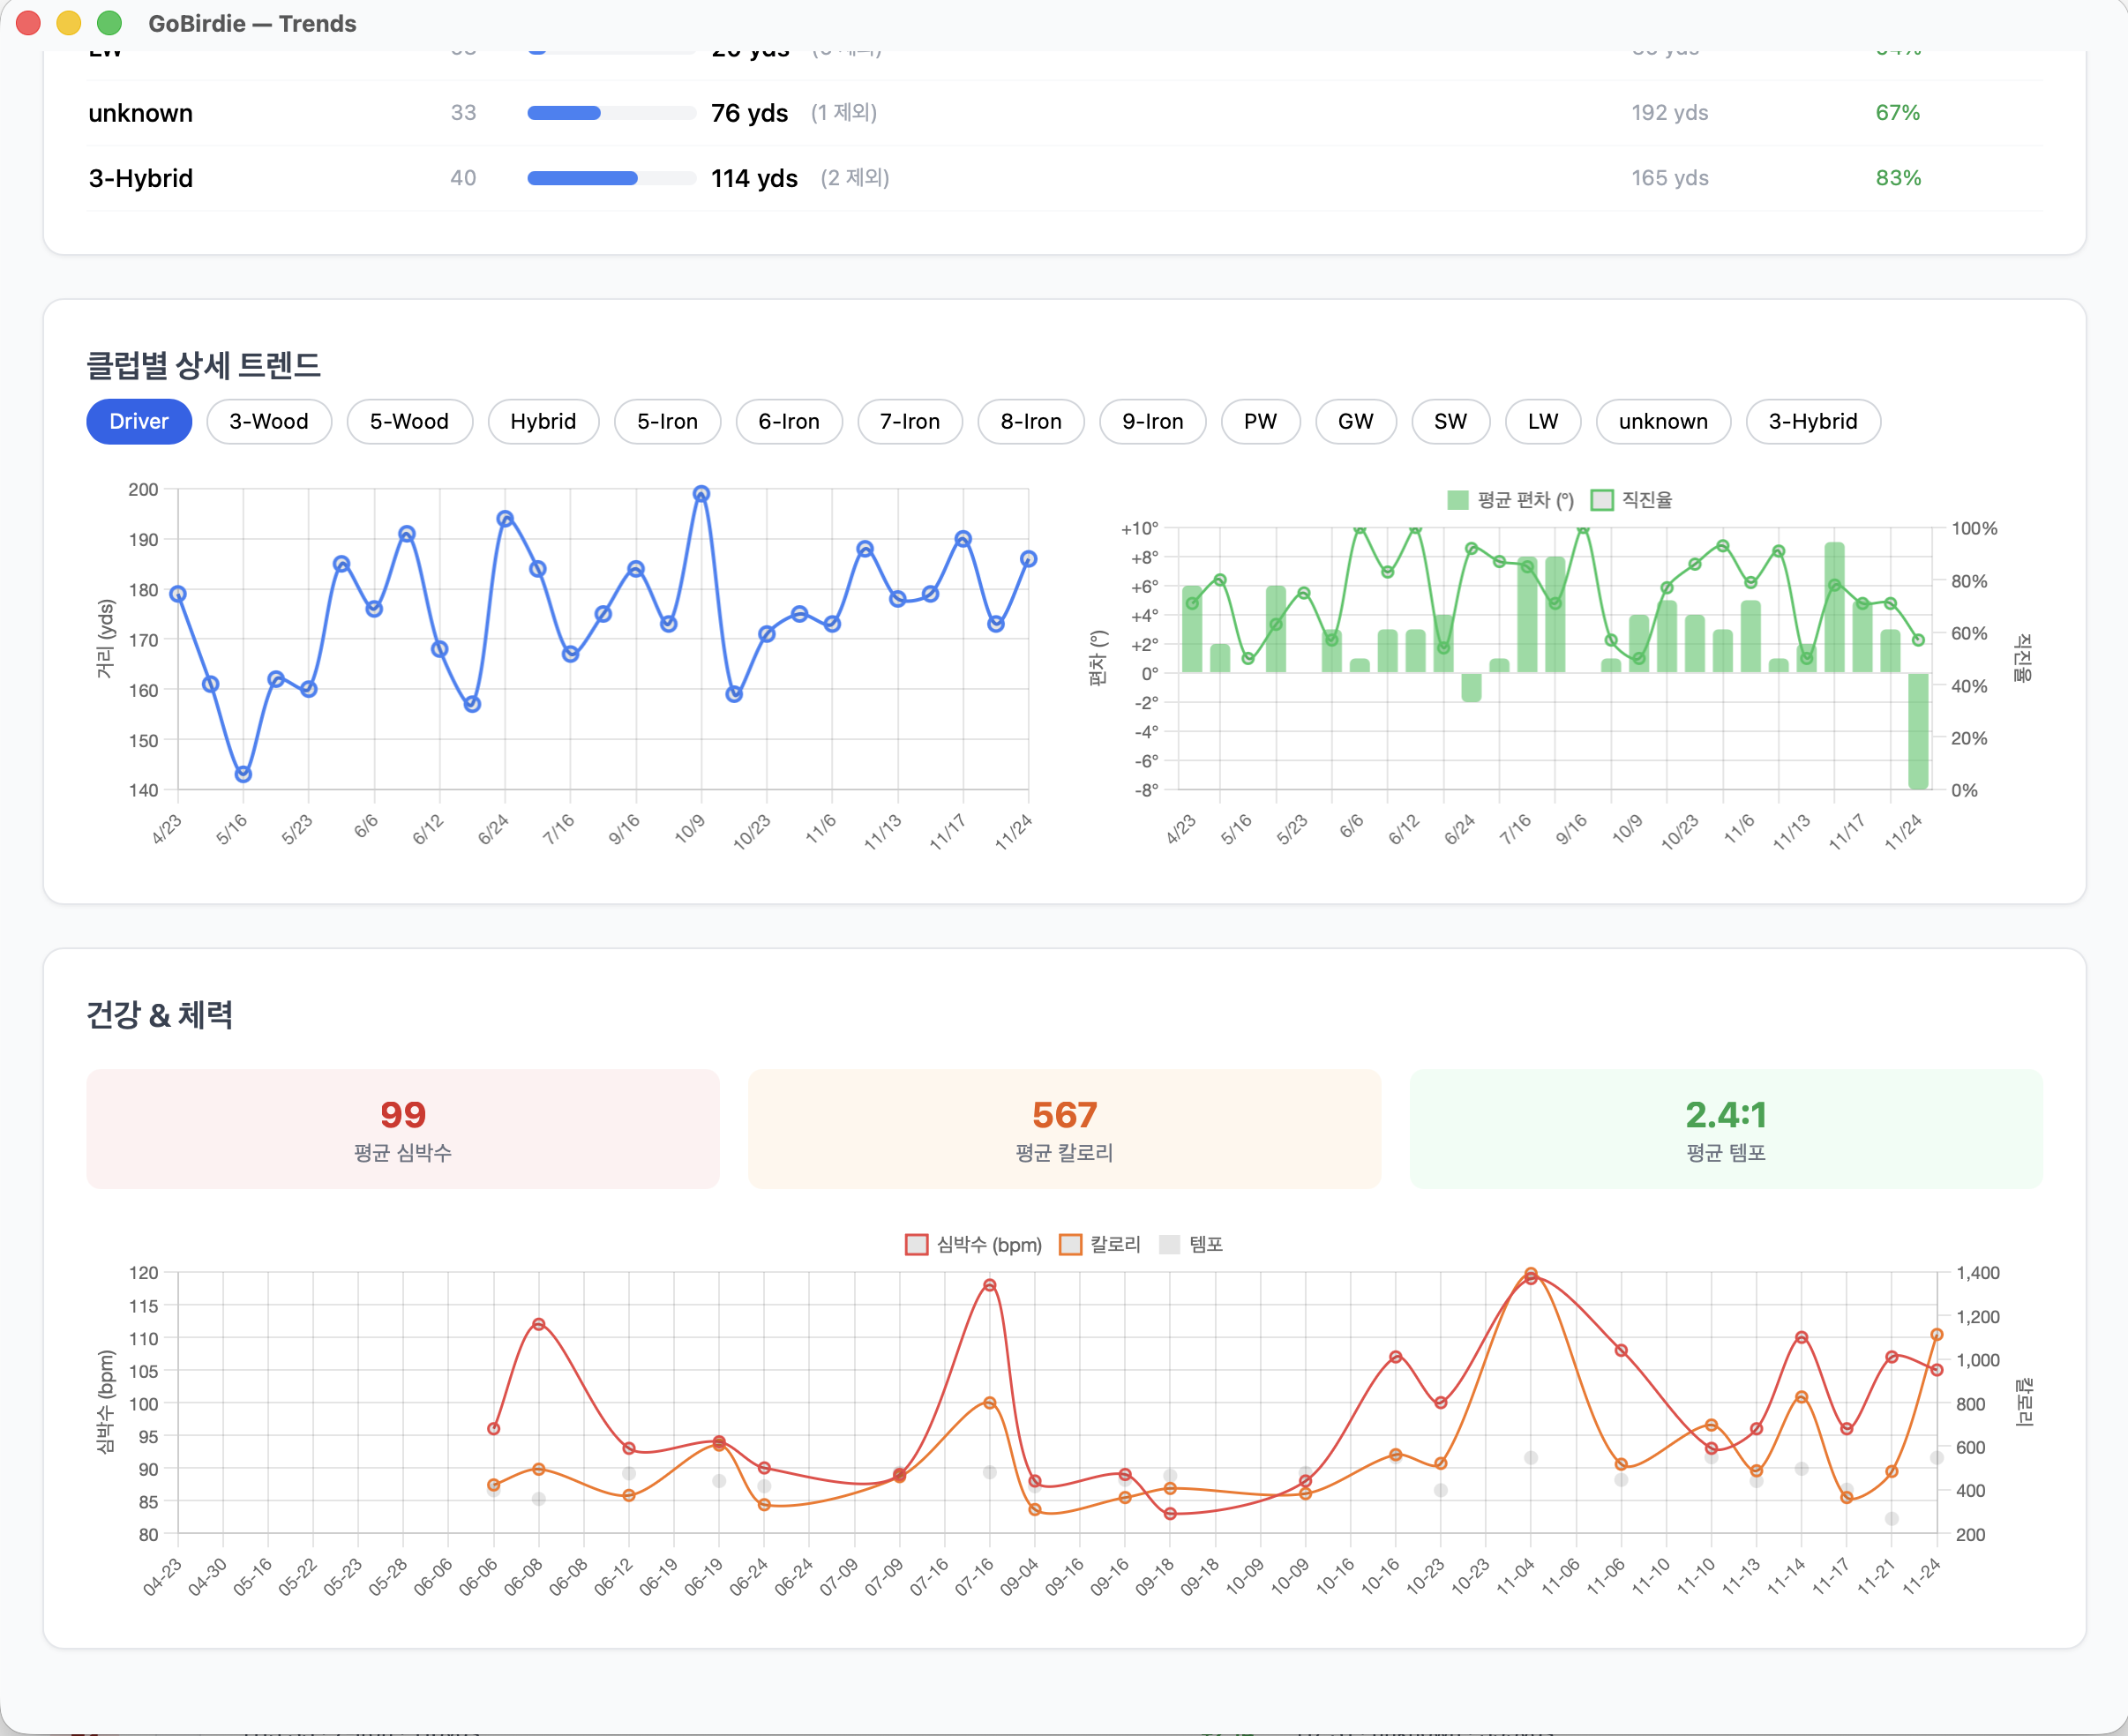 GoBirdie — Trends
unknown 33 76 yds (1 제외) 192 yds 67%
3-Hybrid 40 114 yds (2 제외) 165 yds 83%
클럽별 상세 트렌드
Driver 3-Wood 5-Wood Hybrid 5-Iron 6-Iron 7-Iron 8-Iron 9-Iron PW GW SW LW unknown 3-Hybrid
거리 (yds)
200
190
180
170
160
150
140
4/23 5/16 5/23 6/6 6/12 6/24 7/16 9/16 10/9 10/23 11/6 11/13 11/17 11/24
평균 편차 (°) 직진율
편차 (°)
+10°
+8°
+6°
+4°
+2°
0°
-2°
-4°
-6°
-8°
100%
80%
60%
40%
20%
0%
직진율
4/23 5/16 5/23 6/6 6/12 6/24 7/16 9/16 10/9 10/23 11/6 11/13 11/17 11/24
건강 & 체력
99 567 2.4:1
평균 심박수 평균 칼로리 평균 템포
심박수 (bpm) 칼로리 템포
심박수 (bpm)
120
115
110
105
100
95
90
85
80
1,400
1,200
1,000
800
600
400
200
칼로리
04-23 04-30 05-16 05-22 05-23 05-28 06-06 06-06 06-08 06-08 06-12 06-19 06-19 06-24 06-24 07-09 07-09 07-16 07-16 09-04 09-16 09-16 09-18 09-18 10-09 10-09 10-16 10-16 10-23 10-23 11-04 11-06 11-06 11-10 11-10 11-13 11-14 11-17 11-21 11-24